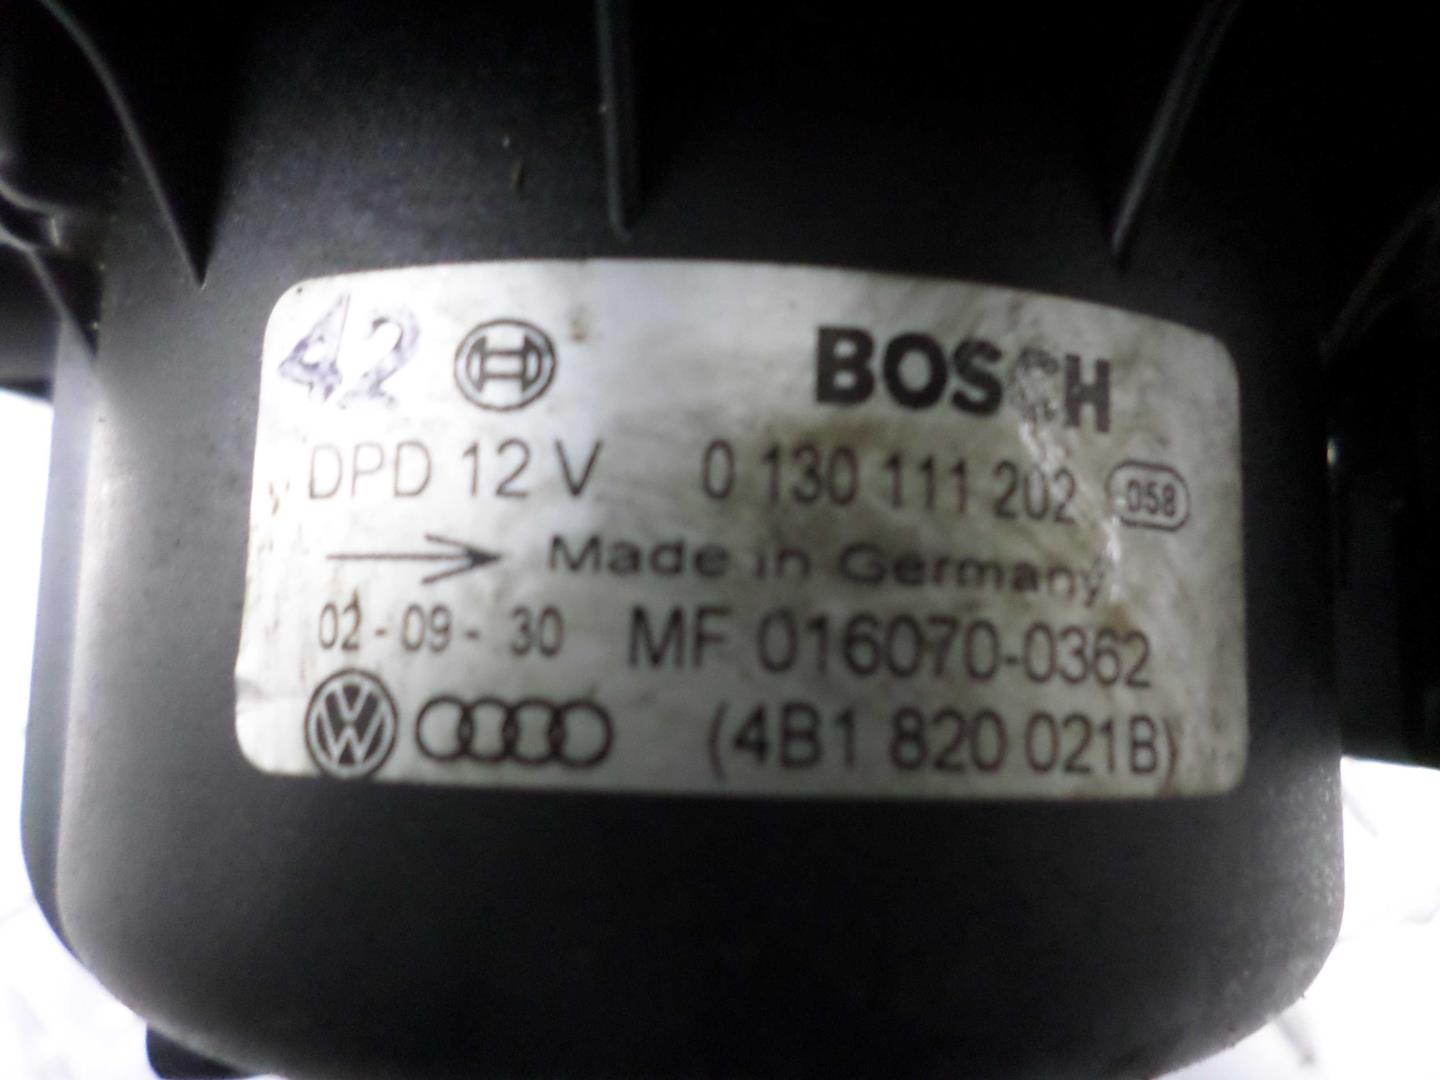 42 BOSCH
DPD 12 V 0 130 111 202 058
Made in Germany
02-09-30 MF 016070-0362
VW (4B1 820 021B)